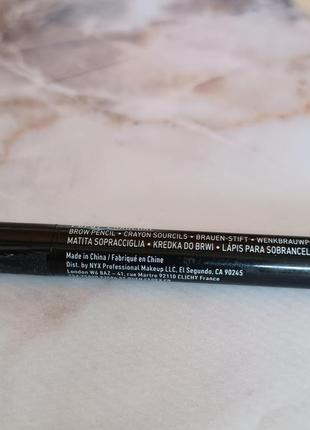 BROW PENCIL • CRAYON SOURCILS • BRAUEN-STIFT • WENKBRAUWP
MATITA SOPRACCIGLIA • KREDKA DO BRWI • LÁPIS PARA SOBRANCEL
Made in China / Fabriqué en Chine
Dist. by NYX Professional Makeup LLC, El Segundo, CA 90245
London W6 8AZ – 41, rue Martre 92110 CLICHY France